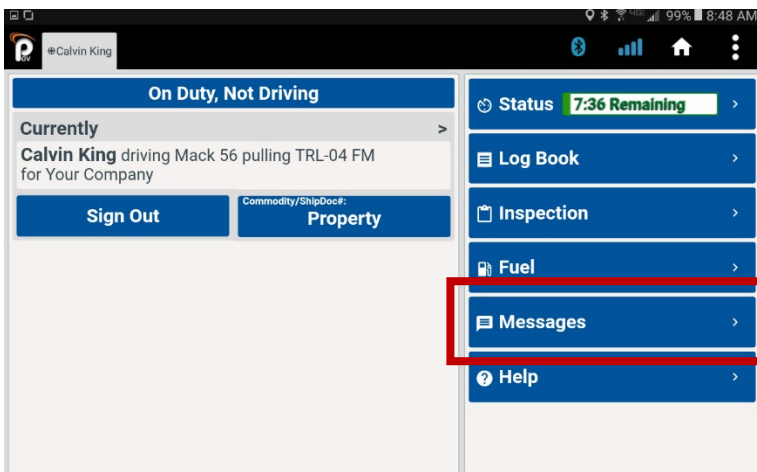 99% 8:48 AM
Calvin King
On Duty, Not Driving
Currently >
Calvin King driving Mack 56 pulling TRL-04 FM
for Your Company
Sign Out
Commodity/ShipDoc#:
Property
Status 7:36 Remaining
Log Book
Inspection
Fuel
Messages
Help